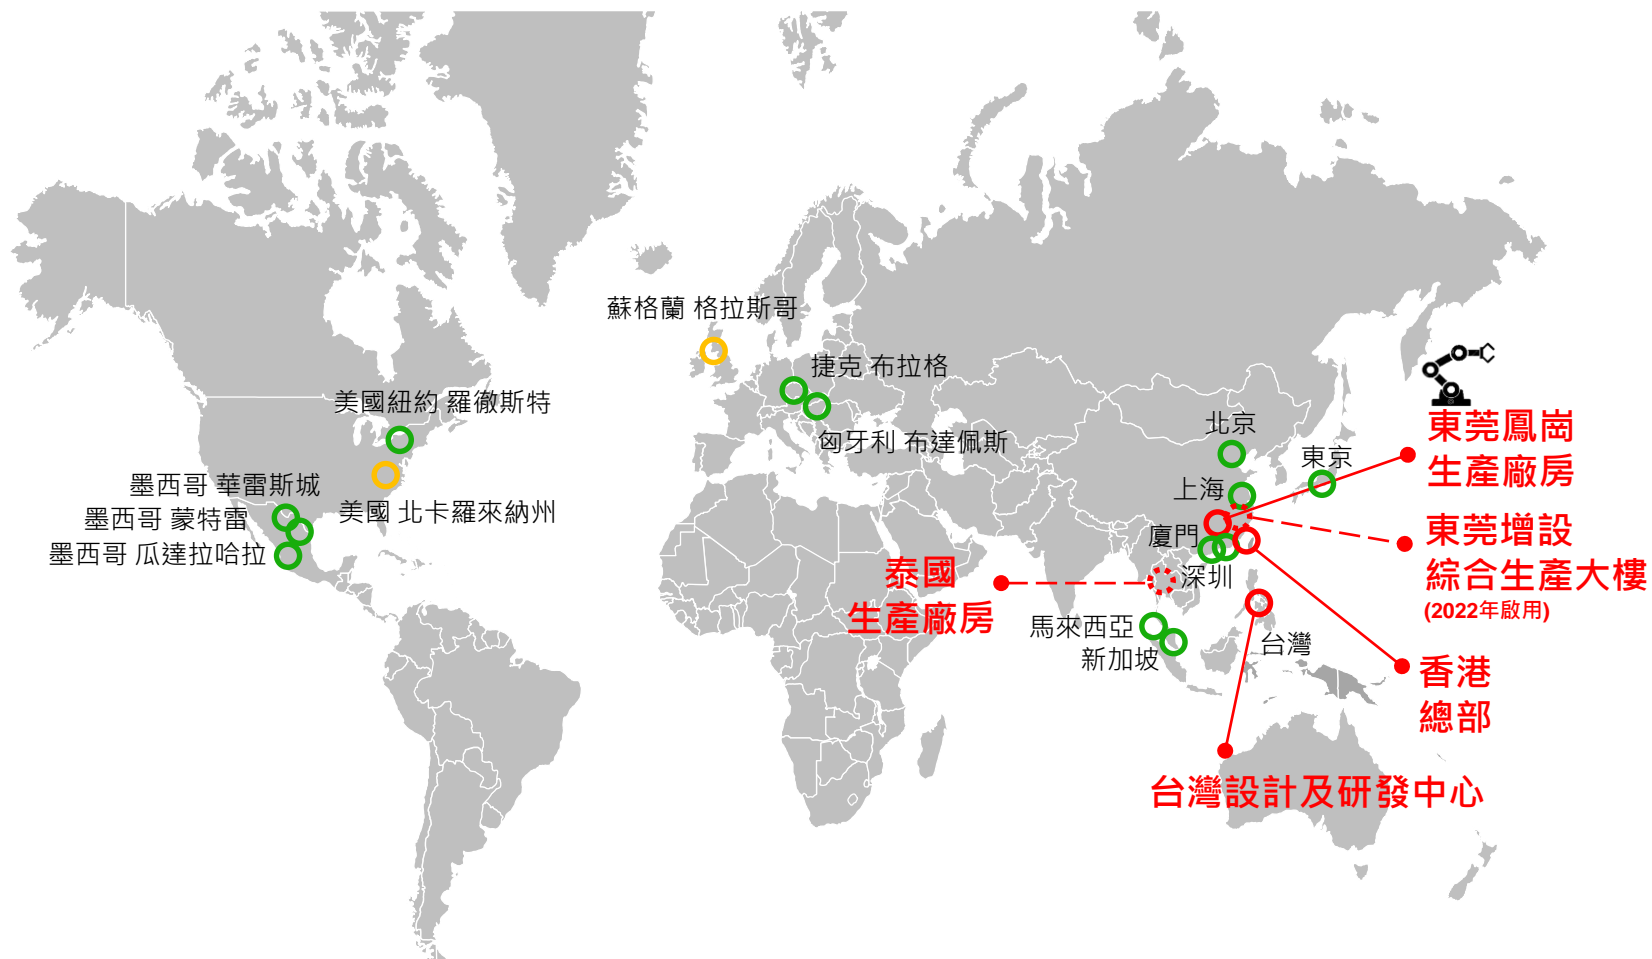 蘇格蘭 格拉斯哥
捷克 布拉格
美國紐約 羅徹斯特
匈牙利 布達佩斯
北京
東莞鳳崗
生產廠房
東京
墨西哥 華雷斯城
上海
美國 北卡羅來納州
墨西哥 蒙特雷
墨西哥 瓜達拉哈拉
廈門
東莞增設
綜合生產大樓
(2022年啟用)
泰國
生產廠房
深圳
馬來西亞
新加坡
台灣
香港
總部
台灣設計及研發中心